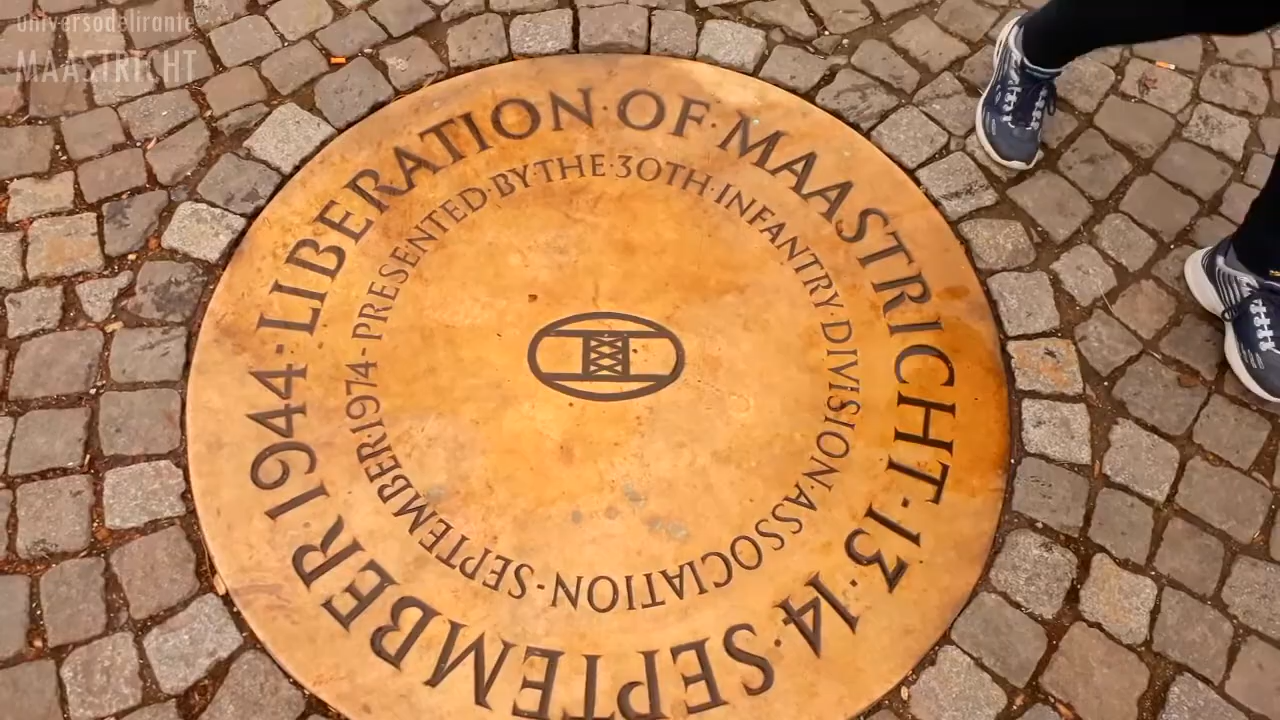 universodelirante
MAASTRICHT
LIBERATION·OF·MAASTRICHT·13·14·SEPTEMBER·1944·
PRESENTED·BY·THE·30TH·INFANTRY·DIVISION·ASSOCIATION·SEPTEMBER·1974·